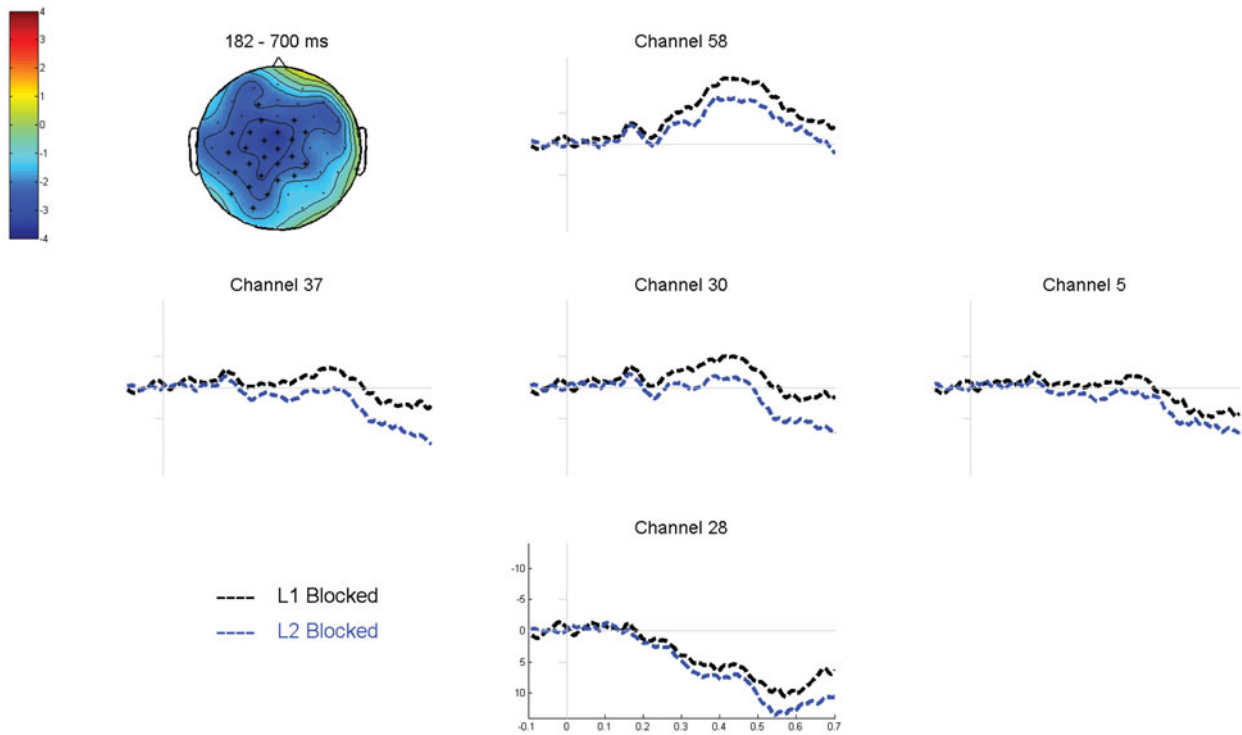 4
3
2
1
0
-1
-2
-3
-4
182 - 700 ms
Channel 58
Channel 37
Channel 30
Channel 5
Channel 28
L1 Blocked
L2 Blocked
-10
-5
0
5
10
-0.1 0 0.1 0.2 0.3 0.4 0.5 0.6 0.7